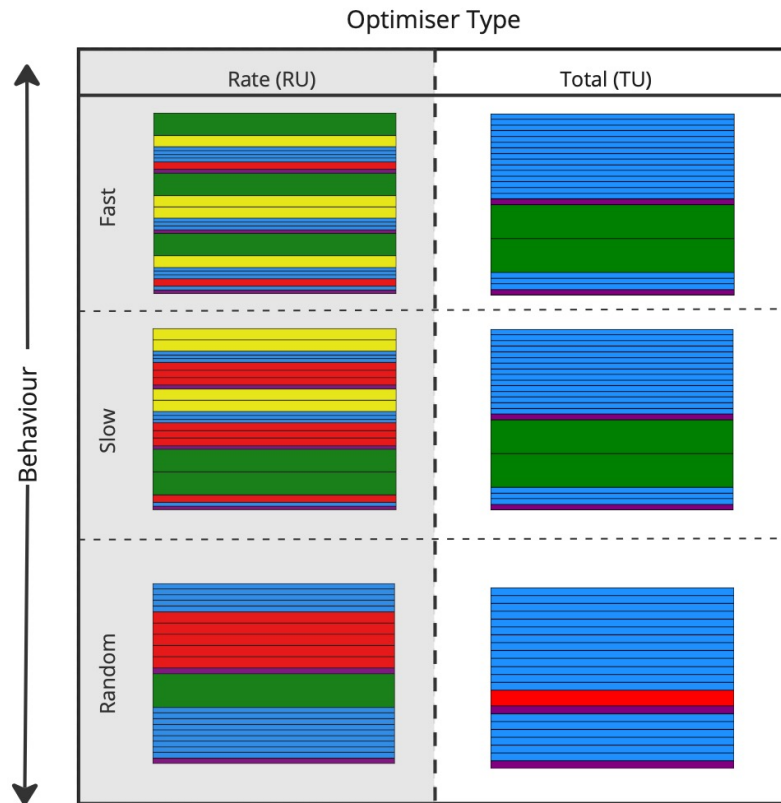 Optimiser Type
Rate (RU)
Total (TU)
Behaviour
Fast
Slow
Random